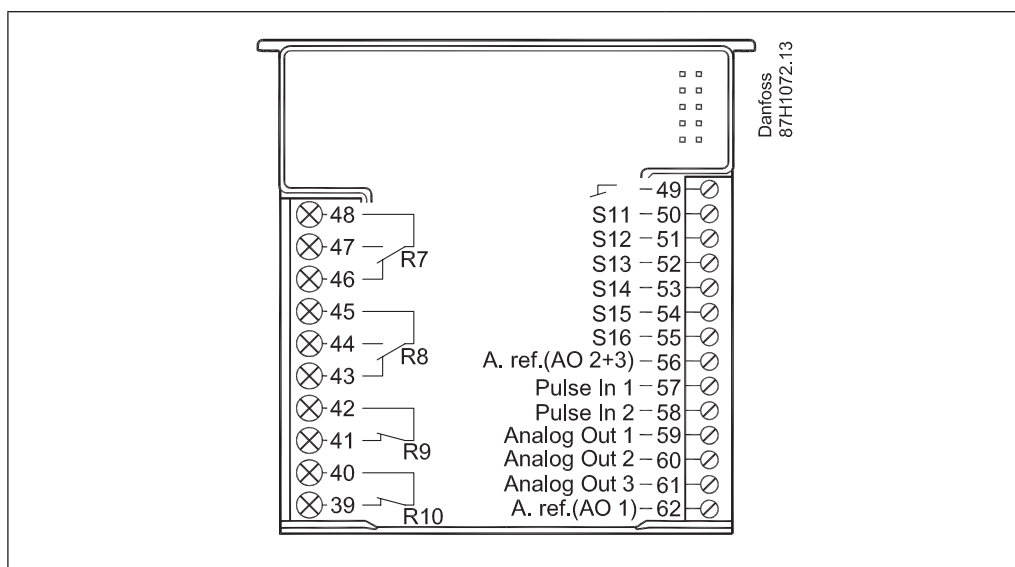 Danfoss
87H1072.13
48
47
R7
46
45
44
R8
43
42
41
R9
40
39
R10
49
S11 50
S12 51
S13 52
S14 53
S15 54
S16 55
A. ref.(AO 2+3) 56
Pulse In 1 57
Pulse In 2 58
Analog Out 1 59
Analog Out 2 60
Analog Out 3 61
A. ref.(AO 1) 62